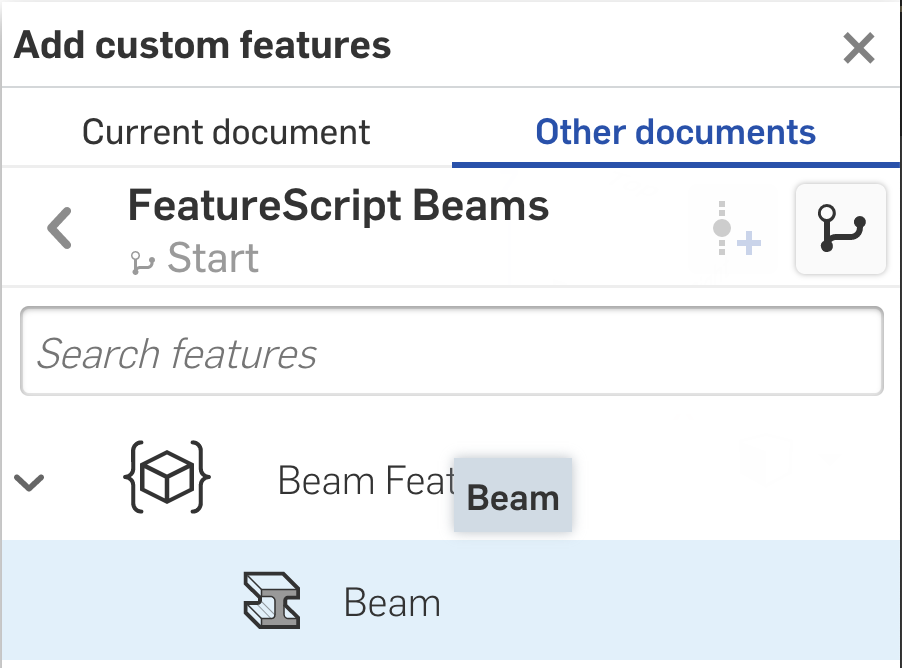 Add custom features
Current document
Other documents
FeatureScript Beams
Start
Search features
Beam Feat
Beam
Beam